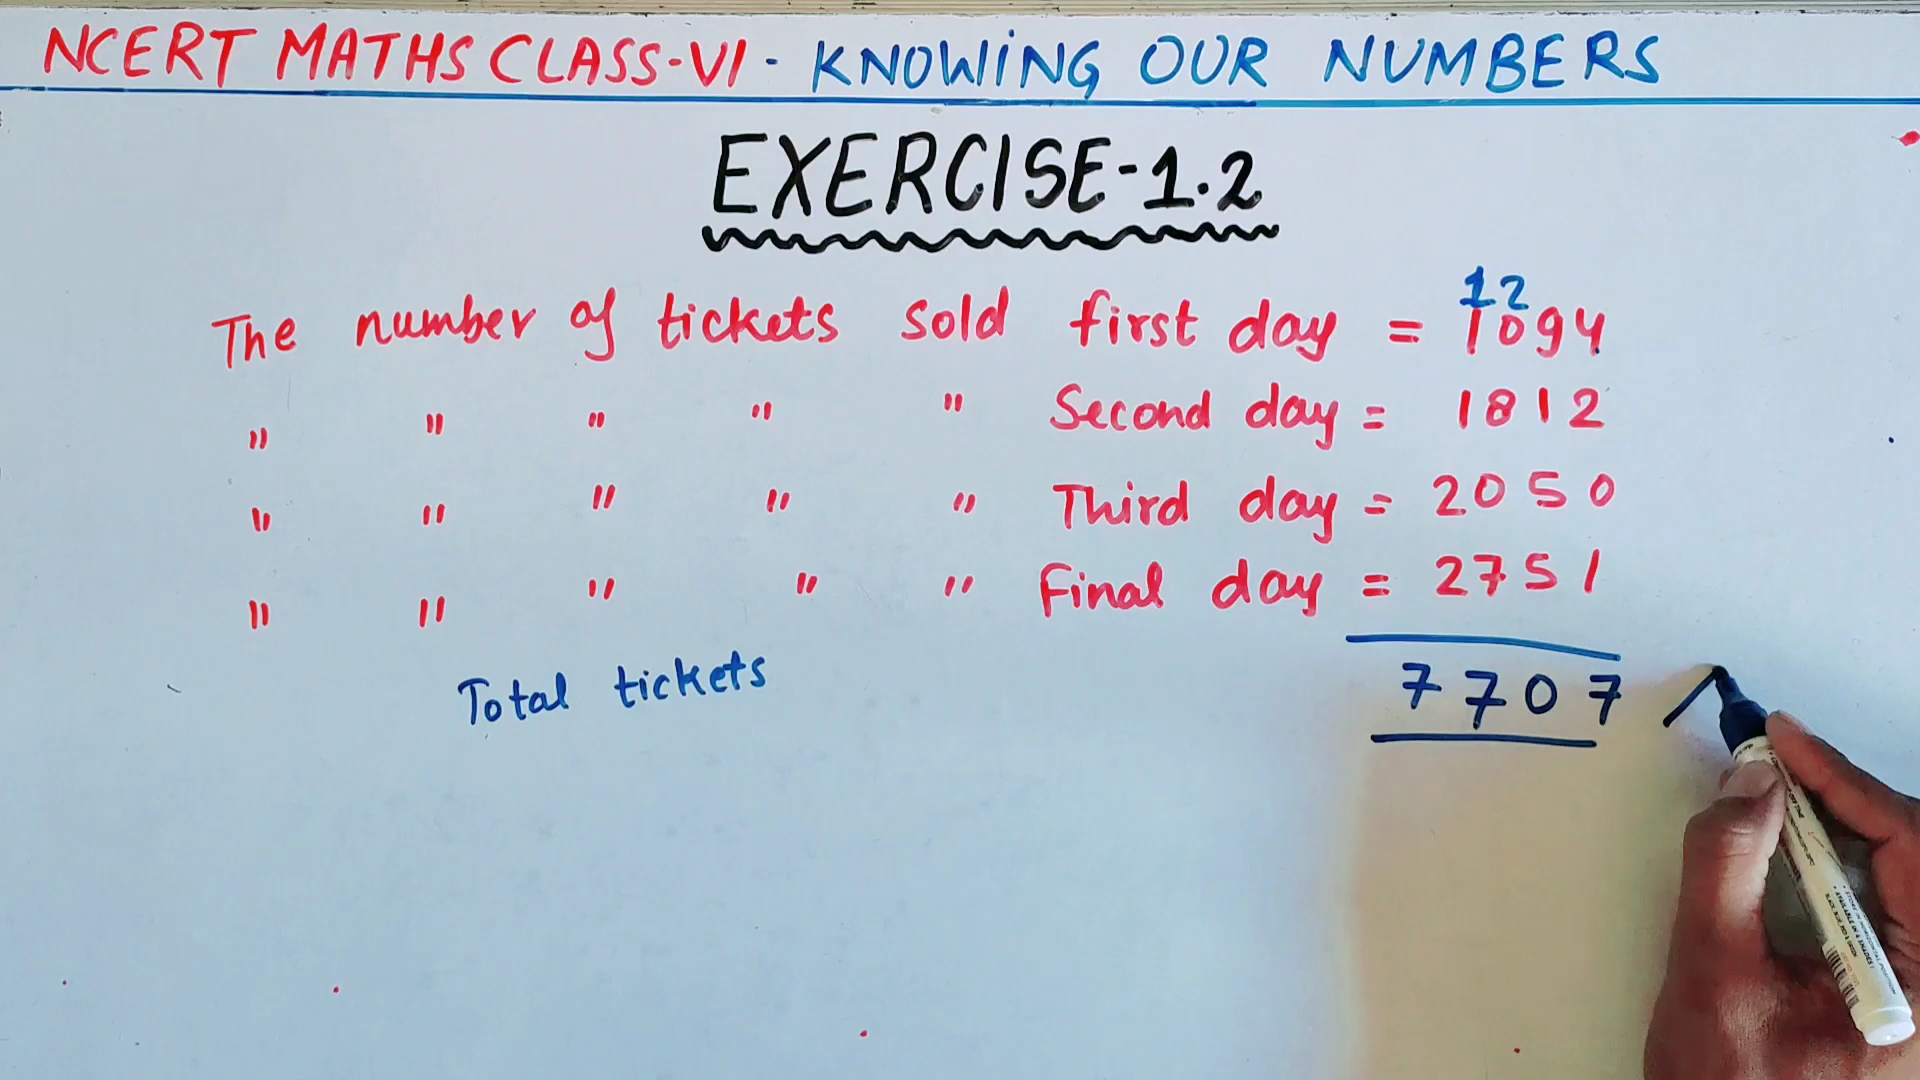 NCERT MATHS CLASS-VI - KNOWING OUR NUMBERS
EXERCISE-1.2
12
The number of tickets sold first day = 1094
" " " " " Second day = 1812
" " " " " Third day = 2050
" " " " " Final day = 2751
Total tickets 7707